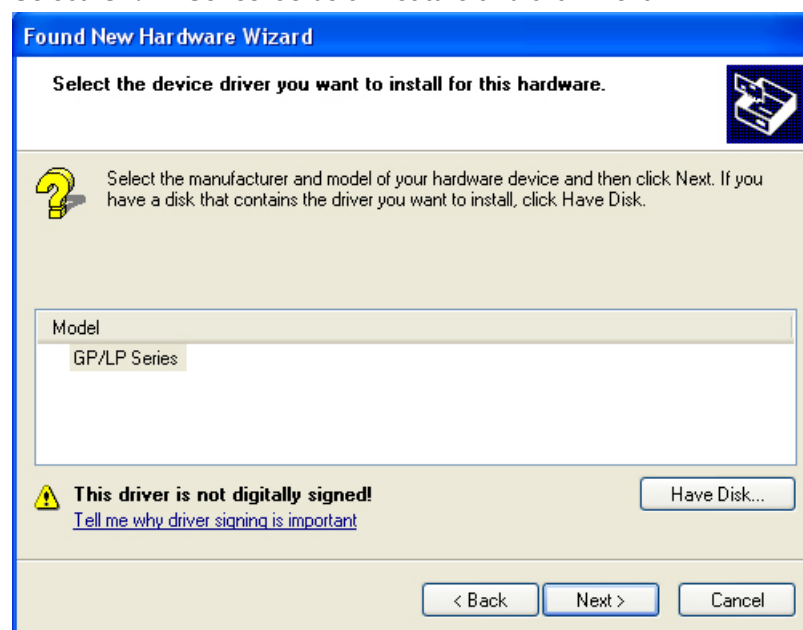 Found New Hardware Wizard
Select the device driver you want to install for this hardware.
Select the manufacturer and model of your hardware device and then click Next. If you
have a disk that contains the driver you want to install, click Have Disk.
Model
GP/LP Series
This driver is not digitally signed!
Have Disk...
Tell me why driver signing is important
< Back
Next >
Cancel